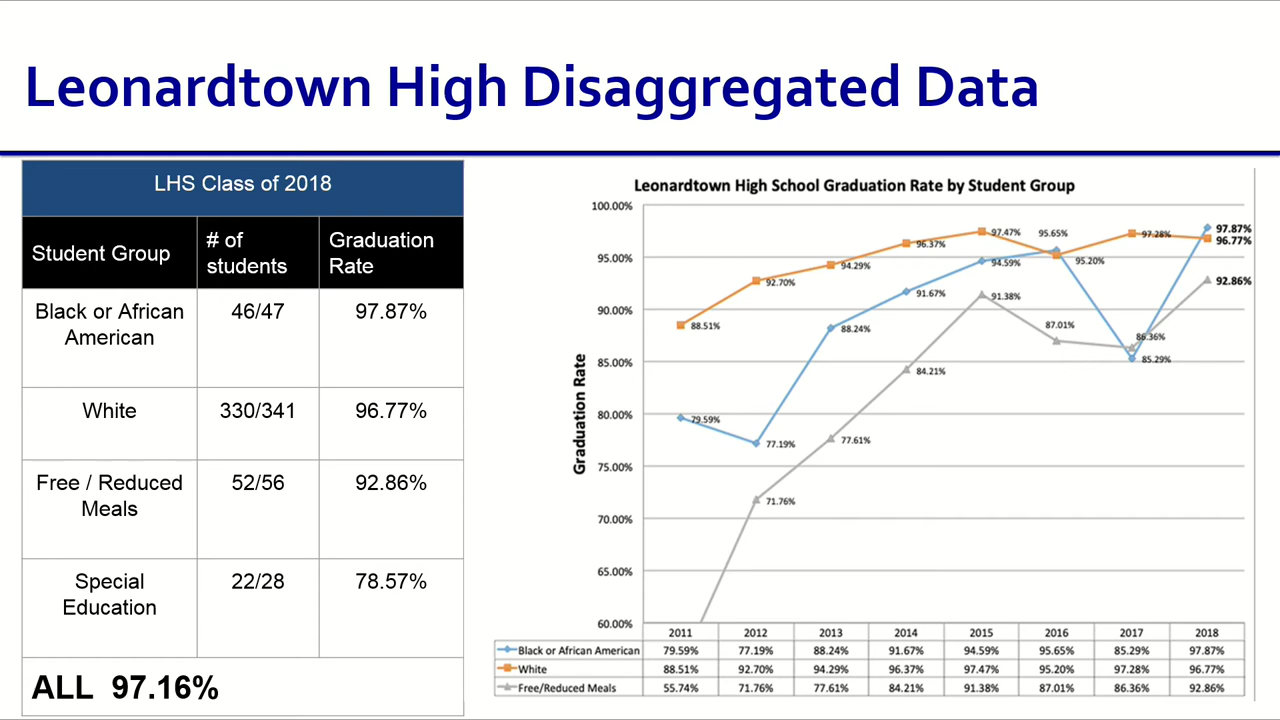 Leonardtown High Disaggregated Data
LHS Class of 2018
Student Group
# of
students
Graduation
Rate
Black or African
American
46/47
97.87%
White
330/341
96.77%
Free / Reduced
Meals
52/56
92.86%
Special
Education
22/28
78.57%
ALL 97.16%
Leonardtown High School Graduation Rate by Student Group
Graduation Rate
100.00%
95.00%
90.00%
85.00%
80.00%
75.00%
70.00%
65.00%
60.00%
88.51%
92.70%
94.29%
96.37%
97.47%
95.20%
97.28%
96.77%
79.59%
77.19%
88.24%
91.67%
94.59%
95.65%
85.29%
97.87%
71.76%
77.61%
84.21%
91.38%
87.01%
86.36%
92.86%
2011 2012 2013 2014 2015 2016 2017 2018
Black or African American 79.59% 77.19% 88.24% 91.67% 94.59% 95.65% 85.29% 97.87%
White 88.51% 92.70% 94.29% 96.37% 97.47% 95.20% 97.28% 96.77%
Free/Reduced Meals 55.74% 71.76% 77.61% 84.21% 91.38% 87.01% 86.36% 92.86%